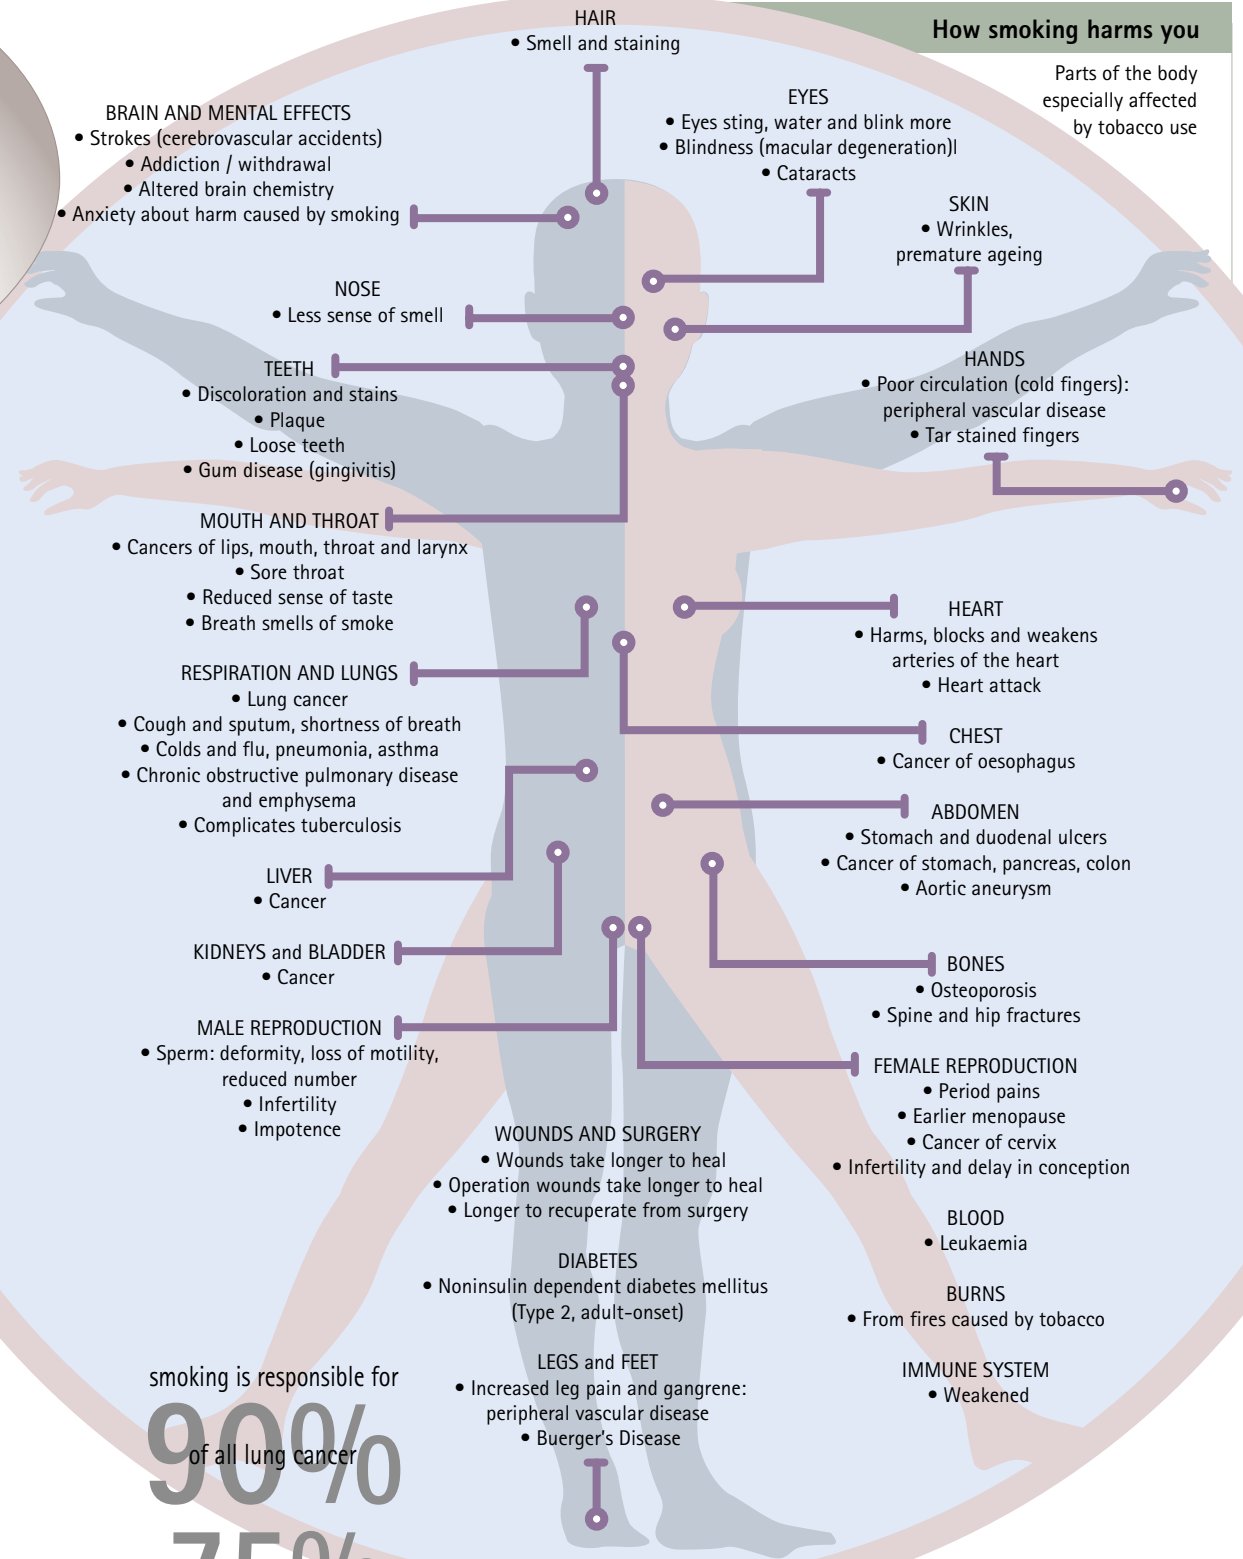 How smoking harms you
Parts of the body
especially affected
by tobacco use
HAIR
• Smell and staining
BRAIN AND MENTAL EFFECTS
• Strokes (cerebrovascular accidents)
• Addiction / withdrawal
• Altered brain chemistry
• Anxiety about harm caused by smoking
EYES
• Eyes sting, water and blink more
• Blindness (macular degeneration)l
• Cataracts
SKIN
• Wrinkles,
premature ageing
NOSE
• Less sense of smell
TEETH
• Discoloration and stains
• Plaque
• Loose teeth
• Gum disease (gingivitis)
HANDS
• Poor circulation (cold fingers):
peripheral vascular disease
• Tar stained fingers
MOUTH AND THROAT
• Cancers of lips, mouth, throat and larynx
• Sore throat
• Reduced sense of taste
• Breath smells of smoke
HEART
• Harms, blocks and weakens
arteries of the heart
• Heart attack
RESPIRATION AND LUNGS
• Lung cancer
• Cough and sputum, shortness of breath
• Colds and flu, pneumonia, asthma
• Chronic obstructive pulmonary disease
and emphysema
• Complicates tuberculosis
CHEST
• Cancer of oesophagus
ABDOMEN
• Stomach and duodenal ulcers
• Cancer of stomach, pancreas, colon
• Aortic aneurysm
LIVER
• Cancer
KIDNEYS and BLADDER
• Cancer
BONES
• Osteoporosis
• Spine and hip fractures
MALE REPRODUCTION
• Sperm: deformity, loss of motility,
reduced number
• Infertility
• Impotence
FEMALE REPRODUCTION
• Period pains
• Earlier menopause
• Cancer of cervix
• Infertility and delay in conception
WOUNDS AND SURGERY
• Wounds take longer to heal
• Operation wounds take longer to heal
• Longer to recuperate from surgery
BLOOD
• Leukaemia
DIABETES
• Noninsulin dependent diabetes mellitus
(Type 2, adult-onset)
BURNS
• From fires caused by tobacco
LEGS and FEET
• Increased leg pain and gangrene:
peripheral vascular disease
• Buerger's Disease
IMMUNE SYSTEM
• Weakened
smoking is responsible for
90%
of all lung cancer
75%